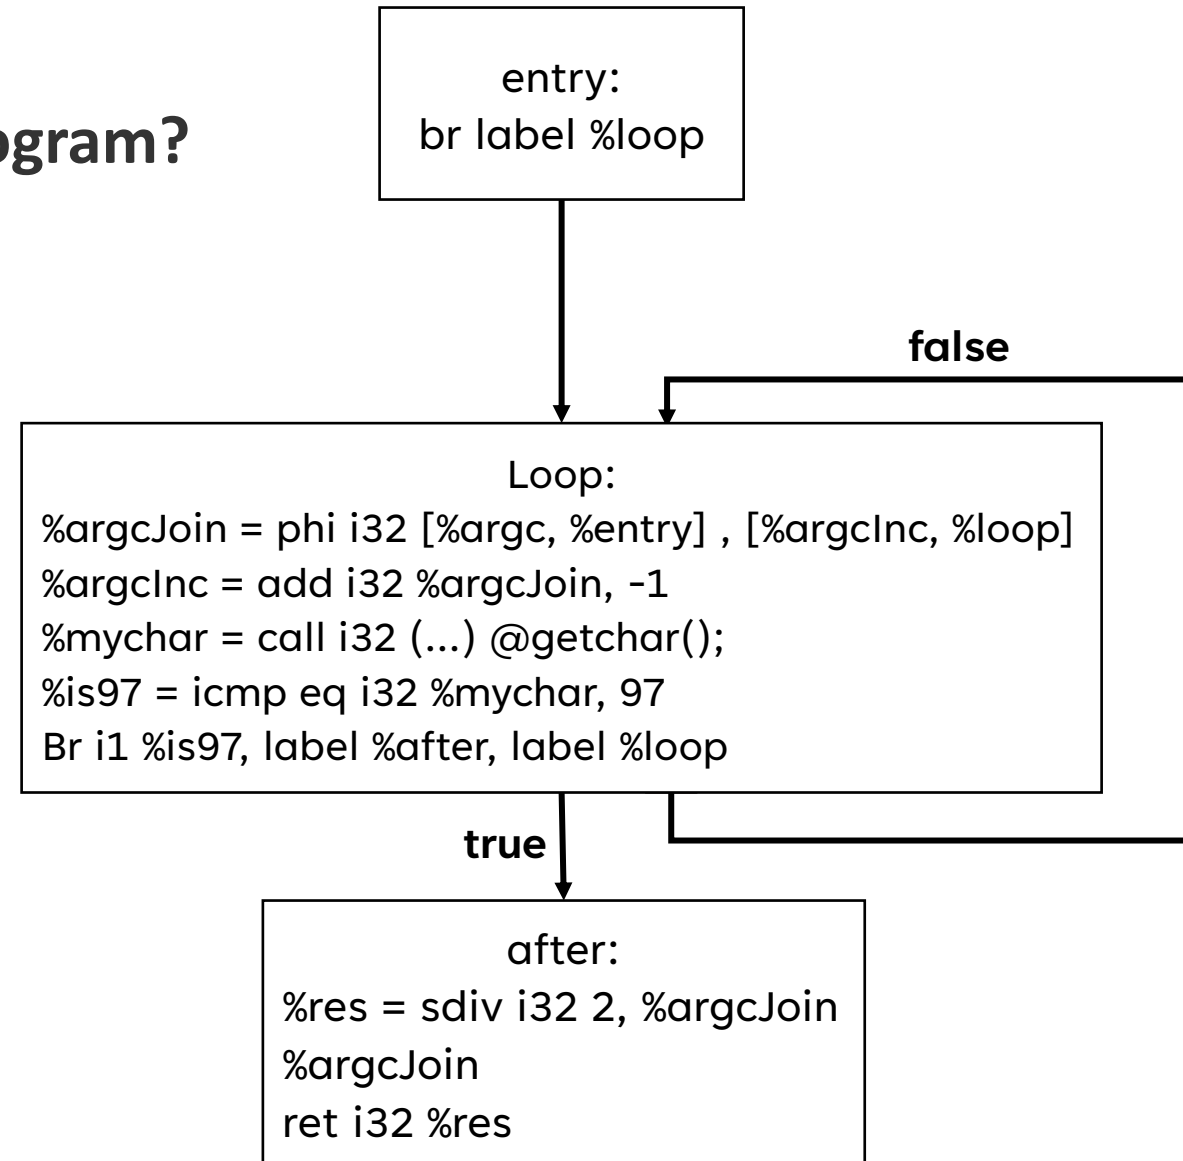 ogram?
entry:
br label %loop
false
Loop:
%argcJoin = phi i32 [%argc, %entry] , [%argcInc, %loop]
%argcInc = add i32 %argcJoin, -1
%mychar = call i32 (...) @getchar();
%is97 = icmp eq i32 %mychar, 97
Br i1 %is97, label %after, label %loop
true
after:
%res = sdiv i32 2, %argcJoin
%argcJoin
ret i32 %res